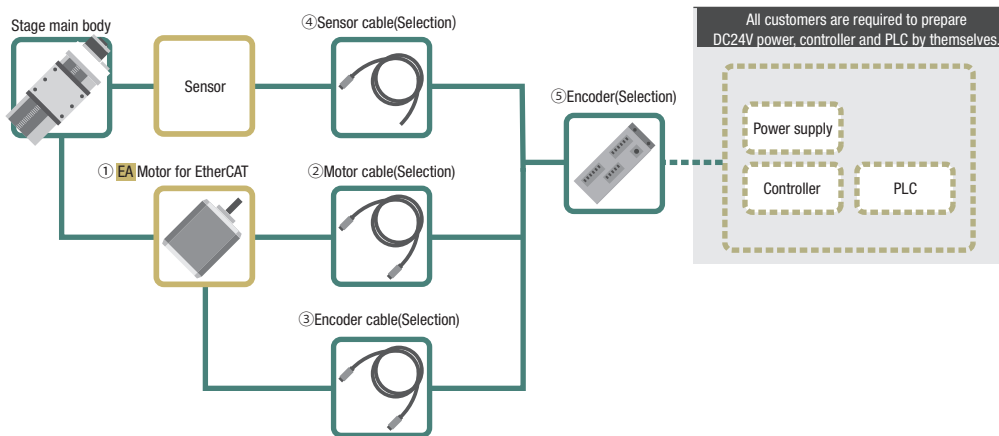 Stage main body
Sensor
④Sensor cable(Selection)
① EA Motor for EtherCAT
②Motor cable(Selection)
③Encoder cable(Selection)
⑤Encoder(Selection)
All customers are required to prepare
DC24V power, controller and PLC by themselves.
Power supply
Controller
PLC